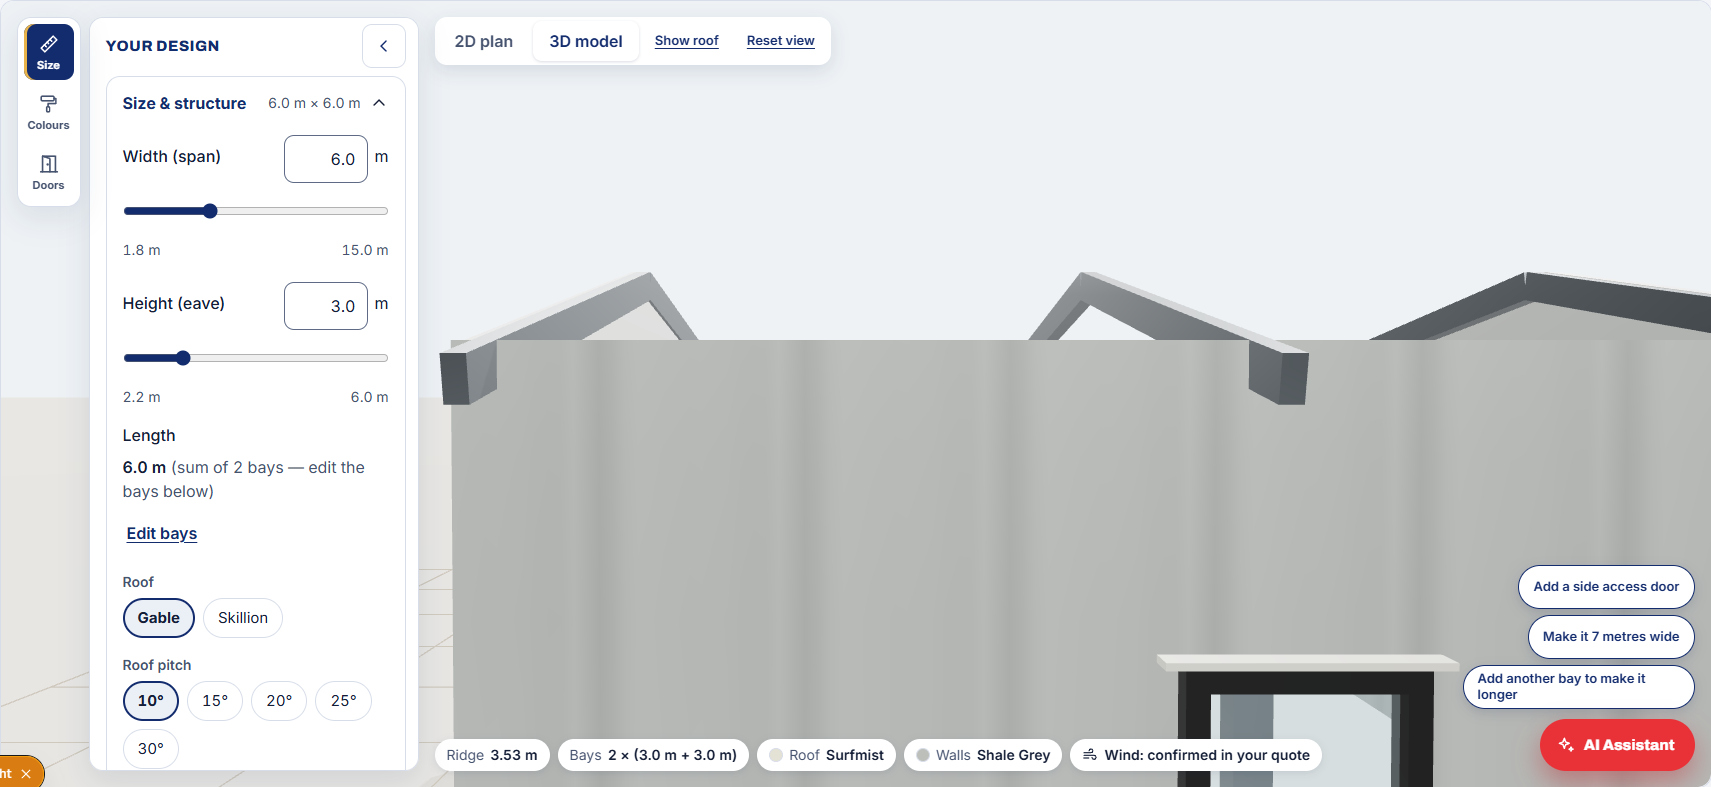 Size
Colours
Doors
YOUR DESIGN
Size & structure 6.0 m × 6.0 m
Width (span) 6.0 m
1.8 m 15.0 m
Height (eave) 3.0 m
2.2 m 6.0 m
Length
6.0 m (sum of 2 bays — edit the
bays below)
Edit bays
Roof
Gable Skillion
Roof pitch
10° 15° 20° 25°
30°
ht ×
2D plan 3D model Show roof Reset view
Add a side access door
Make it 7 metres wide
Add another bay to make it
longer
AI Assistant
Ridge 3.53 m Bays 2 × (3.0 m + 3.0 m) Roof Surfmist Walls Shale Grey Wind: confirmed in your quote